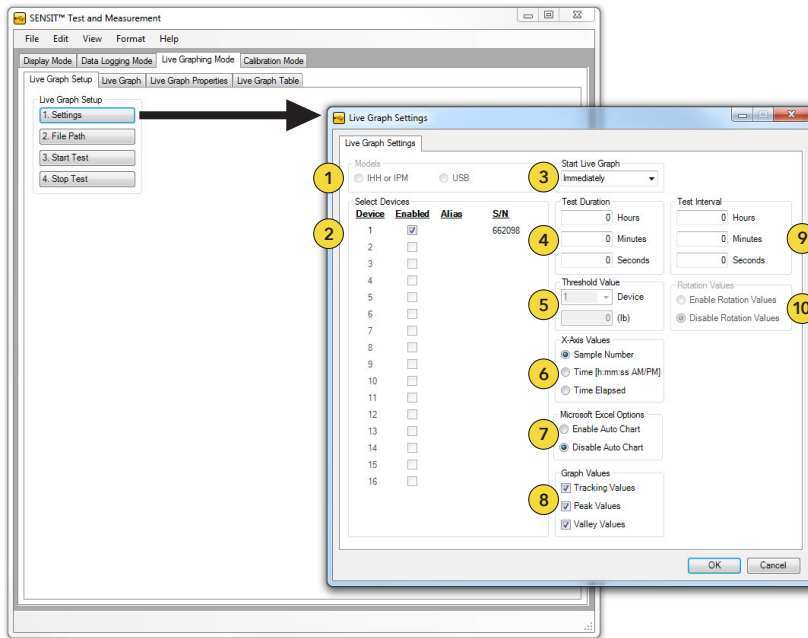 SENSIT™ Test and Measurement
File Edit View Format Help
Display Mode Data Logging Mode Live Graphing Mode Calibration Mode
Live Graph Setup Live Graph Live Graph Properties Live Graph Table
Live Graph Setup
1. Settings
2. File Path
3. Start Test
4. Stop Test
Live Graph Settings
Live Graph Settings
1
Models
IHH or IPM USB
2
Select Devices
Device Enabled Alias S/N
1 662098
2
3
4
5
6
7
8
9
10
11
12
13
14
15
16
3
Start Live Graph
Immediately
4
Test Duration
0 Hours
0 Minutes
0 Seconds
Test Interval
0 Hours
0 Minutes
0 Seconds
9
5
Threshold Value
1 Device
0 (lb)
Rotation Values
Enable Rotation Values
Disable Rotation Values
10
6
X-Axis Values
Sample Number
Time [h:mm:ss AM/PM]
Time Elapsed
7
Microsoft Excel Options
Enable Auto Chart
Disable Auto Chart
8
Graph Values
Tracking Values
Peak Values
Valley Values
OK Cancel